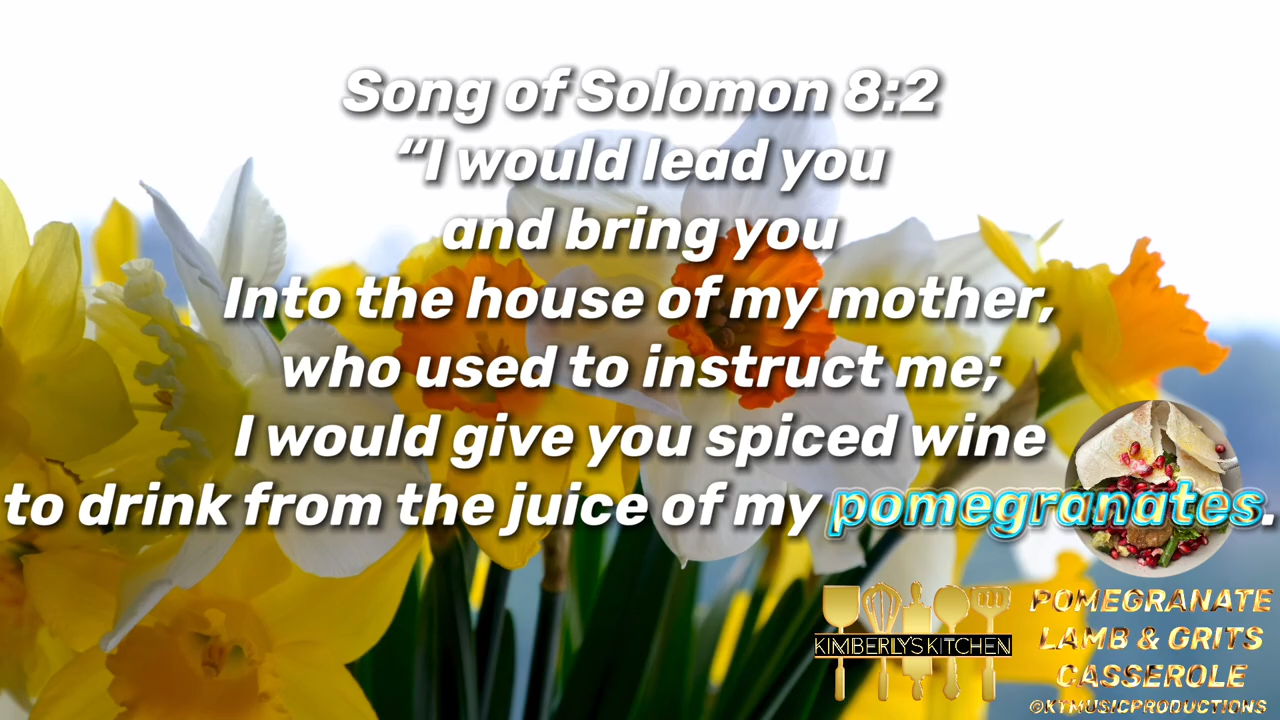 Song of Solomon 8:2
“I would lead you
and bring you
Into the house of my mother,
who used to instruct me;
I would give you spiced wine
to drink from the juice of my pomegranates.
KIMBERLY'S KITCHEN
POMEGRANATE
LAMB & GRITS
CASSEROLE
©KTMUSICPRODUCTIONS